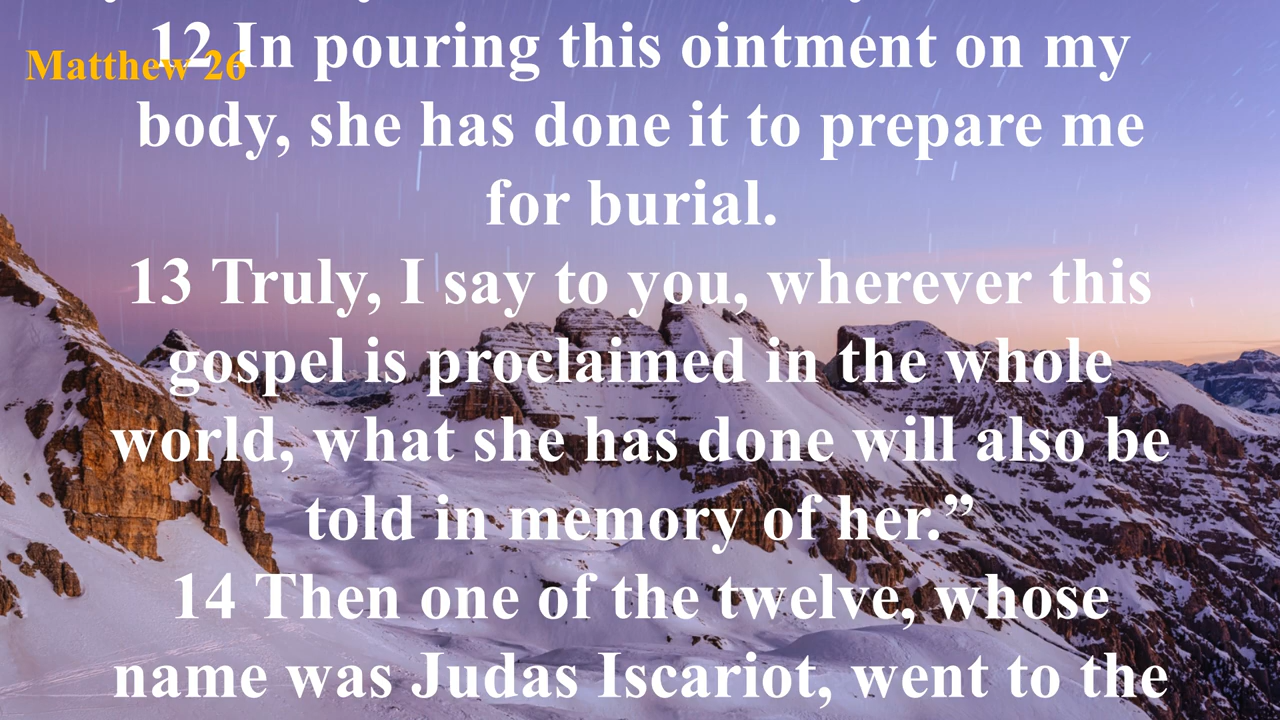 Matthew 26
12 In pouring this ointment on my
body, she has done it to prepare me
for burial.
13 Truly, I say to you, wherever this
gospel is proclaimed in the whole
world, what she has done will also be
told in memory of her.”
14 Then one of the twelve, whose
name was Judas Iscariot, went to the